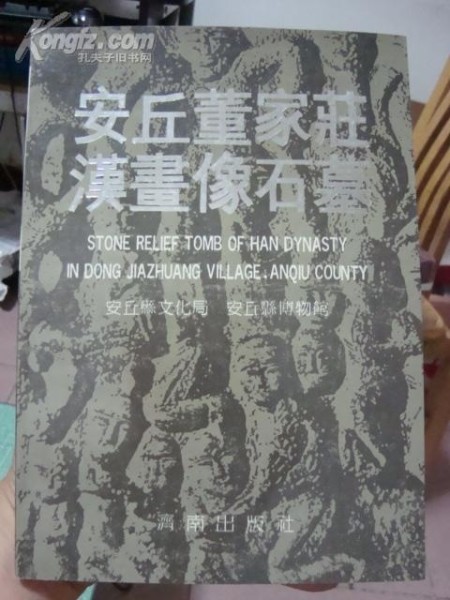 Kongfz.com
孔夫子旧书网
安丘董家莊
漢畫像石墓
STONE RELIEF TOMB OF HAN DYNASTY
IN DONG JIAZHUANG VILLAGE, ANQIU COUNTY
安丘縣文化局 安丘縣博物館
濟南出版社